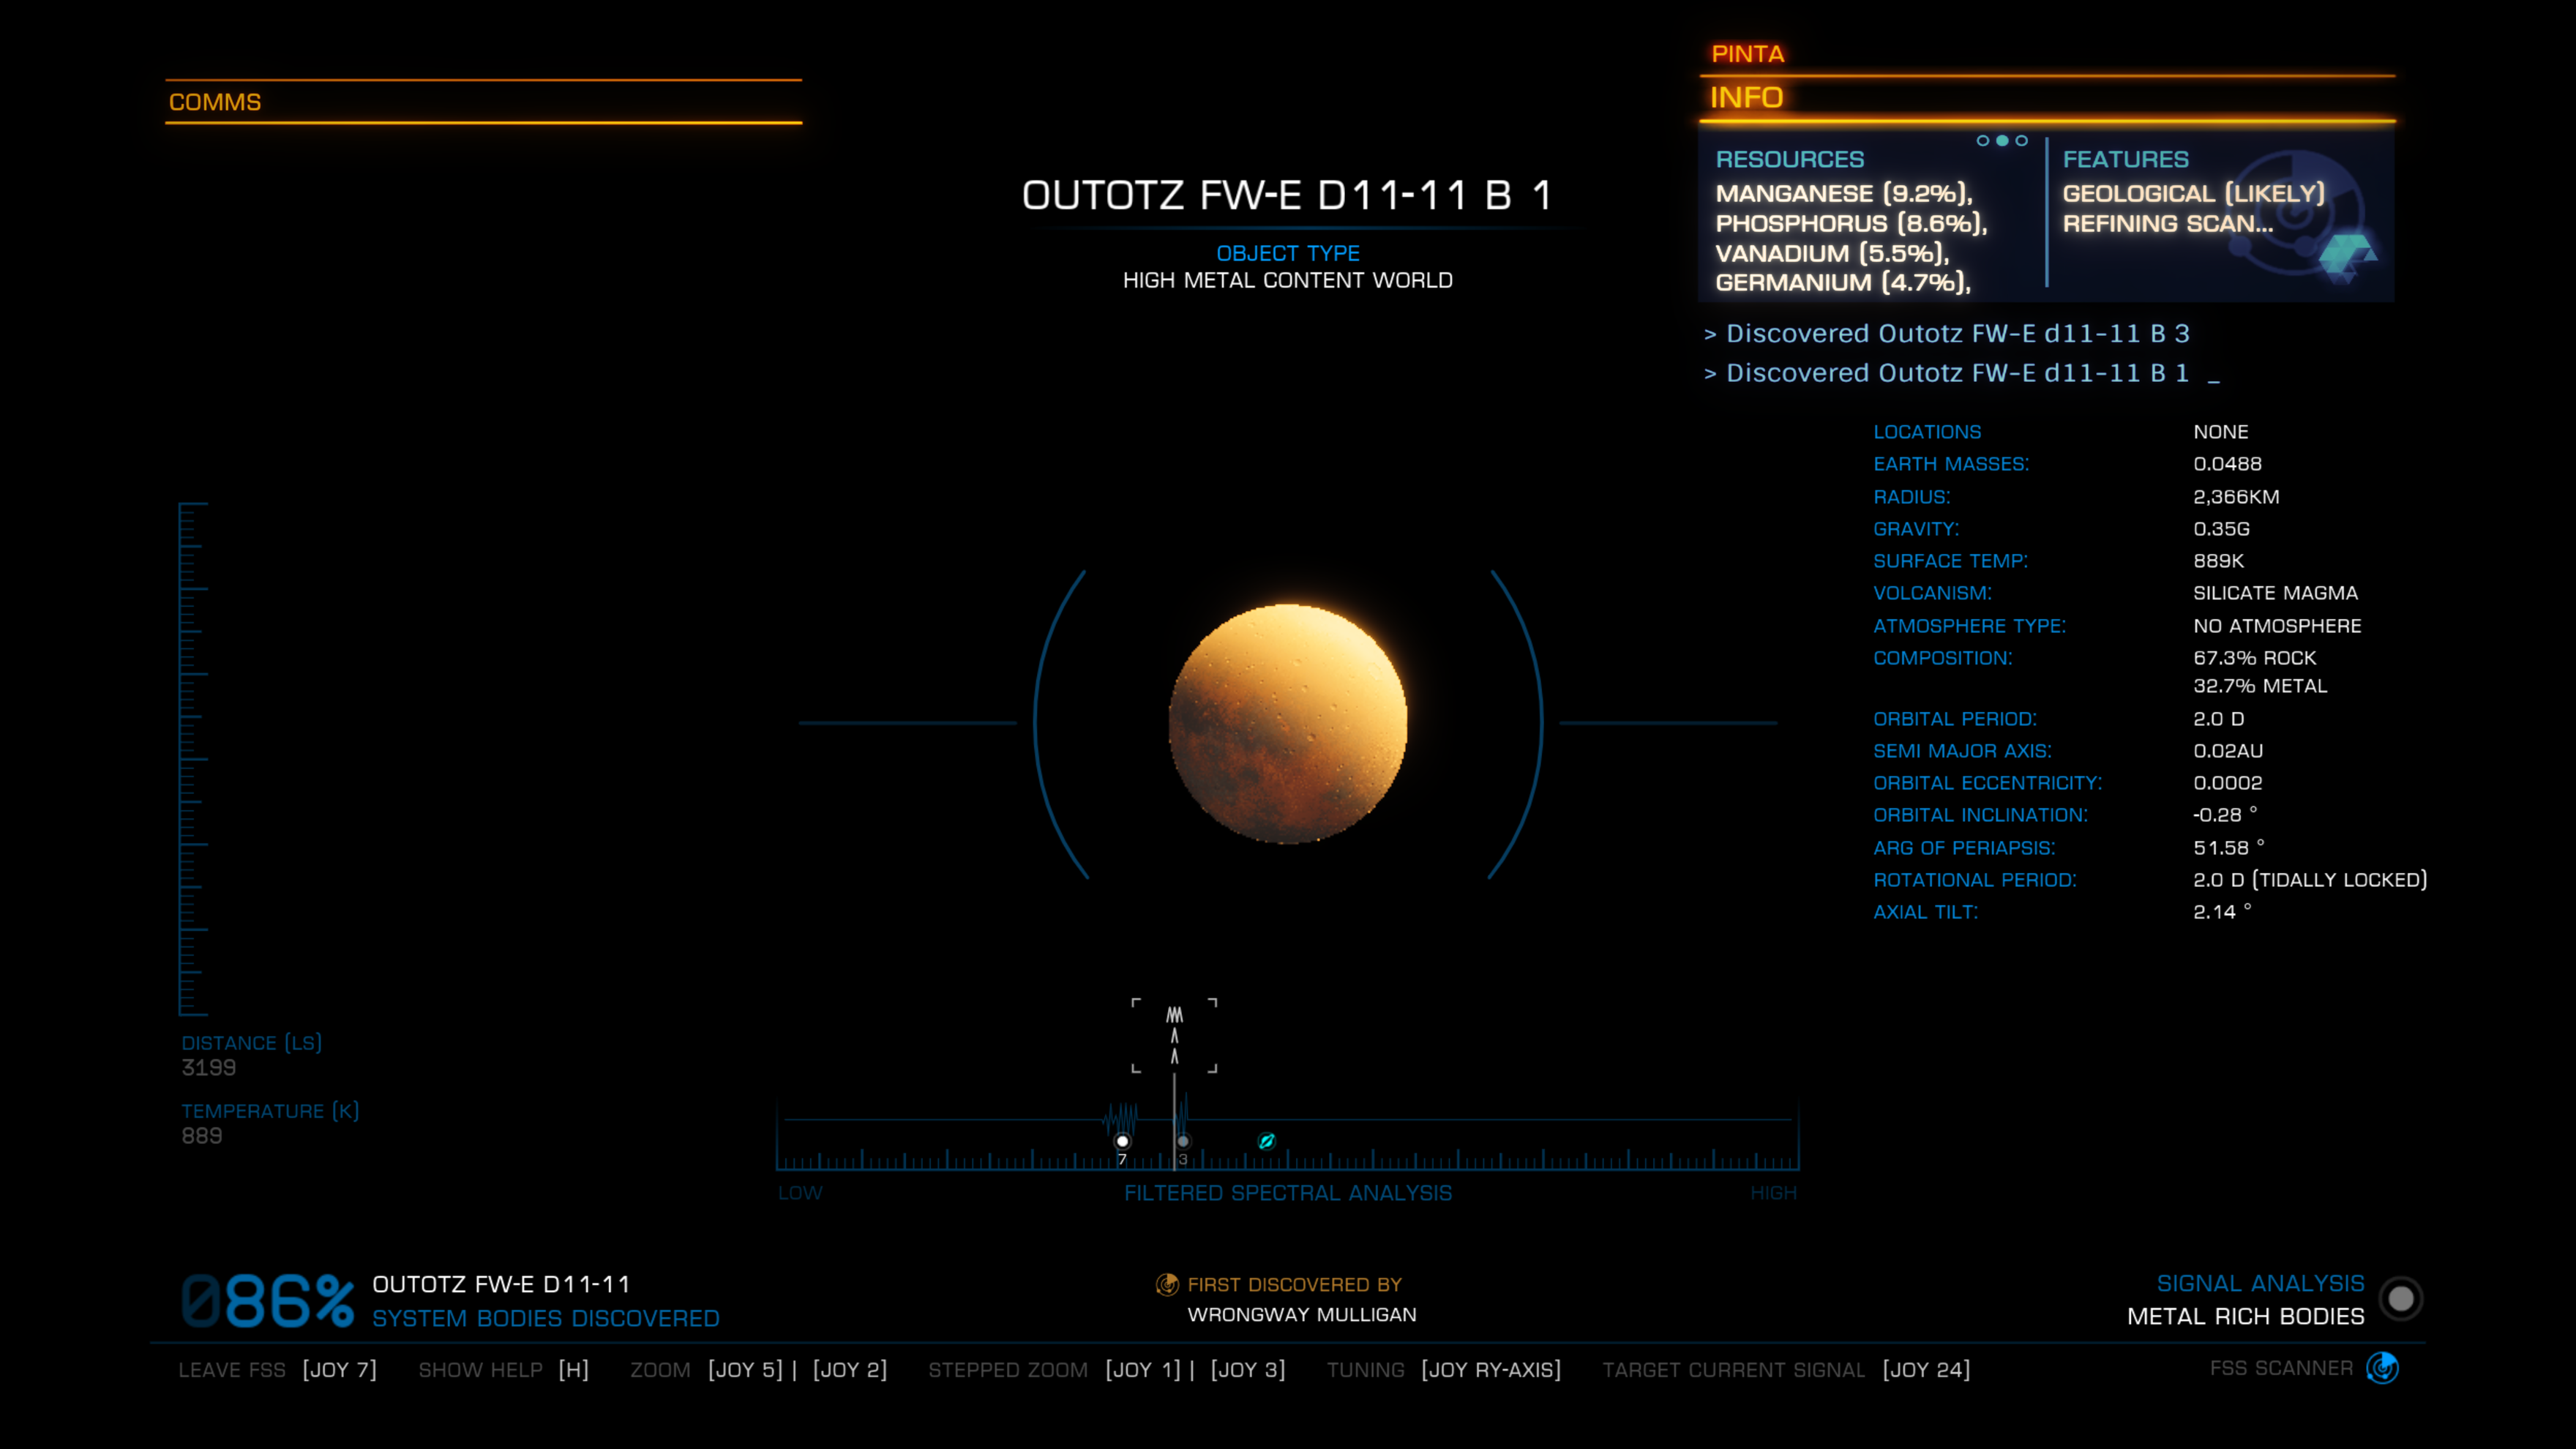 COMMS
PINTA
INFO
RESOURCES
MANGANESE (9.2%),
PHOSPHORUS (8.6%),
VANADIUM (5.5%),
GERMANIUM (4.7%),
FEATURES
GEOLOGICAL (LIKELY)
REFINING SCAN...
> Discovered Outotz FW-E d11-11 B 3
> Discovered Outotz FW-E d11-11 B 1 _
OUTOTZ FW-E D11-11 B 1
OBJECT TYPE
HIGH METAL CONTENT WORLD
LOCATIONS NONE
EARTH MASSES: 0.0488
RADIUS: 2,366KM
GRAVITY: 0.35G
SURFACE TEMP: 889K
VOLCANISM: SILICATE MAGMA
ATMOSPHERE TYPE: NO ATMOSPHERE
COMPOSITION: 67.3% ROCK
32.7% METAL
ORBITAL PERIOD: 2.0 D
SEMI MAJOR AXIS: 0.02AU
ORBITAL ECCENTRICITY: 0.0002
ORBITAL INCLINATION: -0.28 °
ARG OF PERIAPSIS: 51.58 °
ROTATIONAL PERIOD: 2.0 D (TIDALLY LOCKED)
AXIAL TILT: 2.14 °
DISTANCE (LS)
3199
TEMPERATURE (K)
889
7 3
LOW FILTERED SPECTRAL ANALYSIS HIGH
086% OUTOTZ FW-E D11-11
SYSTEM BODIES DISCOVERED
FIRST DISCOVERED BY
WRONGWAY MULLIGAN
SIGNAL ANALYSIS
METAL RICH BODIES
LEAVE FSS [JOY 7] SHOW HELP [H] ZOOM [JOY 5] | [JOY 2] STEPPED ZOOM [JOY 1] | [JOY 3] TUNING [JOY RY-AXIS] TARGET CURRENT SIGNAL [JOY 24] FSS SCANNER